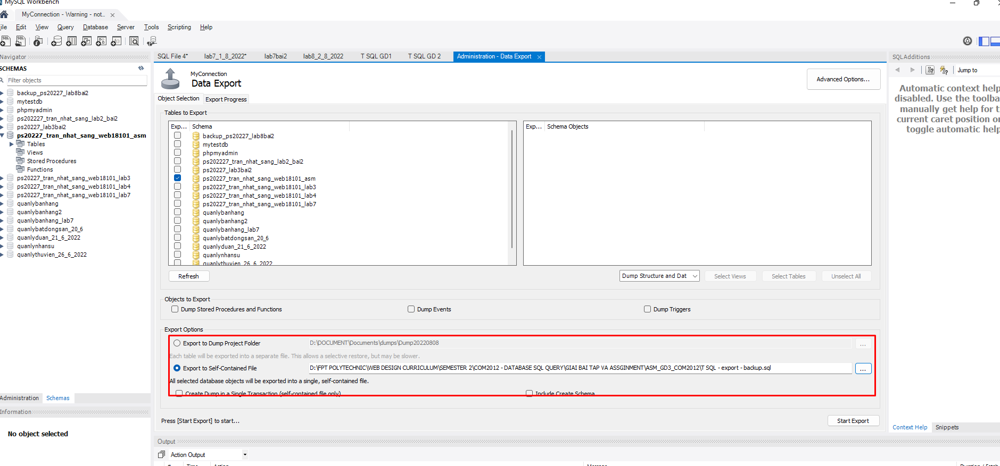 MySQL Workbench
MyConnection - Warning - not...
File Edit View Query Database Server Tools Scripting Help
Navigator
SCHEMAS
Filter objects
backup_ps20227_lab8bai2
mytestdb
phpmyadmin
ps202227_tran_nhat_sang_lab2_bai2
ps20227_lab3bai2
ps20227_tran_nhat_sang_web18101_asm
Tables
Views
Stored Procedures
Functions
ps20227_tran_nhat_sang_web18101_lab3
ps20227_tran_nhat_sang_web18101_lab4
ps20227_tran_nhat_sang_web18101_lab7
quanlybanhang
quanlybanhang2
quanlybanhang_lab7
quanlybatdongsan_20_6
quanlyduan_21_6_2022
quanlynhansu
quanlythuvien_26_6_2022
Administration Schemas
Information
No object selected
SQL File 4* lab7_1_8_2022* lab7bai2 lab8_2_8_2022 T SQL GD1 T SQL GD 2 Administration - Data Export
MyConnection
Data Export
Advanced Options...
Object Selection Export Progress
Tables to Export
Exp... Schema
backup_ps20227_lab8bai2
mytestdb
phpmyadmin
ps202227_tran_nhat_sang_lab2_bai2
ps20227_lab3bai2
ps20227_tran_nhat_sang_web18101_asm
ps20227_tran_nhat_sang_web18101_lab3
ps20227_tran_nhat_sang_web18101_lab4
ps20227_tran_nhat_sang_web18101_lab7
quanlybanhang
quanlybanhang2
quanlybanhang_lab7
quanlybatdongsan_20_6
quanlyduan_21_6_2022
quanlynhansu
quanlythuvien_26_6_2022
Exp... Schema Objects
Refresh
Dump Structure and Dat
Select Views
Select Tables
Unselect All
Objects to Export
Dump Stored Procedures and Functions
Dump Events
Dump Triggers
Export Options
Export to Dump Project Folder D:\DOCUMENT\Documents\dumps\Dump20220808 ...
Each table will be exported into a separate file. This allows a selective restore, but may be slower.
Export to Self-Contained File D:\FPT POLYTECHNIC\WEB DESIGN CURRICULUM\SEMESTER 2\COM2012 - DATABASE SQL QUERY\GIAI BAI TAP VA ASSGINMENT\ASM_GD3_COM2012\T SQL - export - backup.sql ...
All selected database objects will be exported into a single, self-contained file.
Create Dump in a Single Transaction (self-contained file only)
Include Create Schema
Press [Start Export] to start...
Start Export
Output
Action Output
# Time Action Message Duration / Fetch
SQLAdditions
Jump to
Automatic context help
disabled. Use the toolba
manually get help for t
current caret position or
toggle automatic help
Context Help Snippets